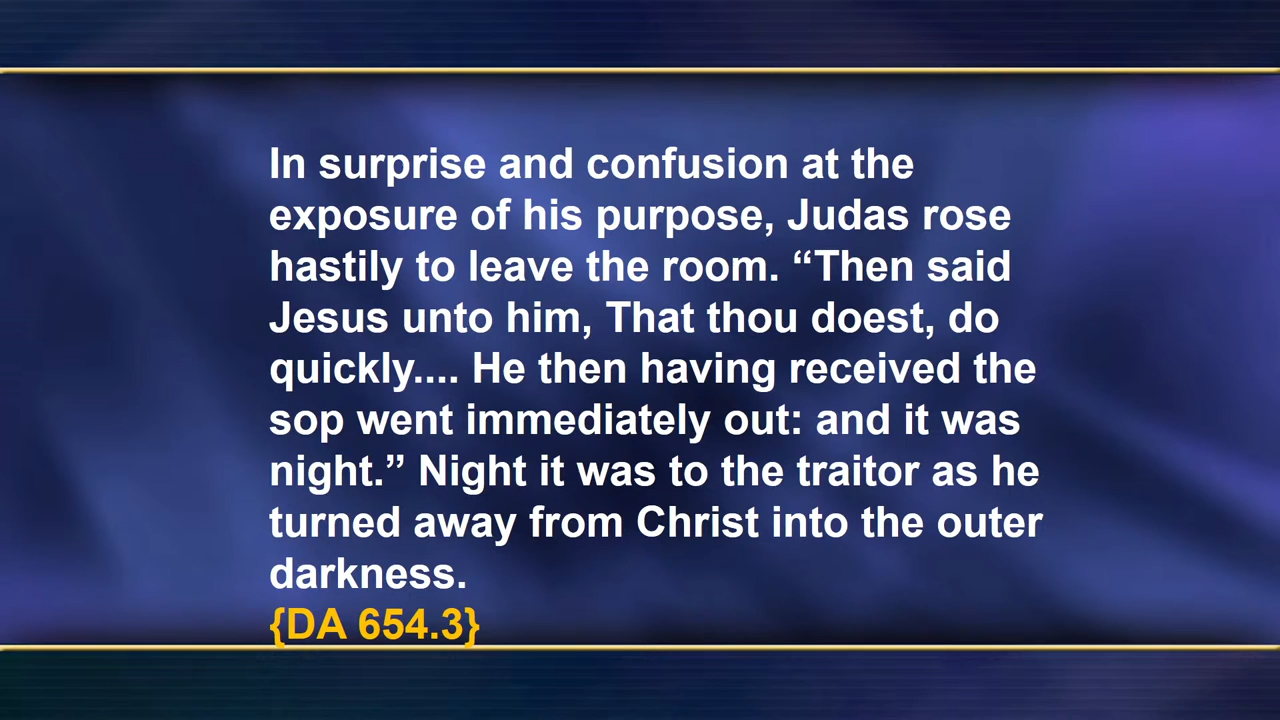 In surprise and confusion at the
exposure of his purpose, Judas rose
hastily to leave the room. “Then said
Jesus unto him, That thou doest, do
quickly.... He then having received the
sop went immediately out: and it was
night.” Night it was to the traitor as he
turned away from Christ into the outer
darkness.
{DA 654.3}